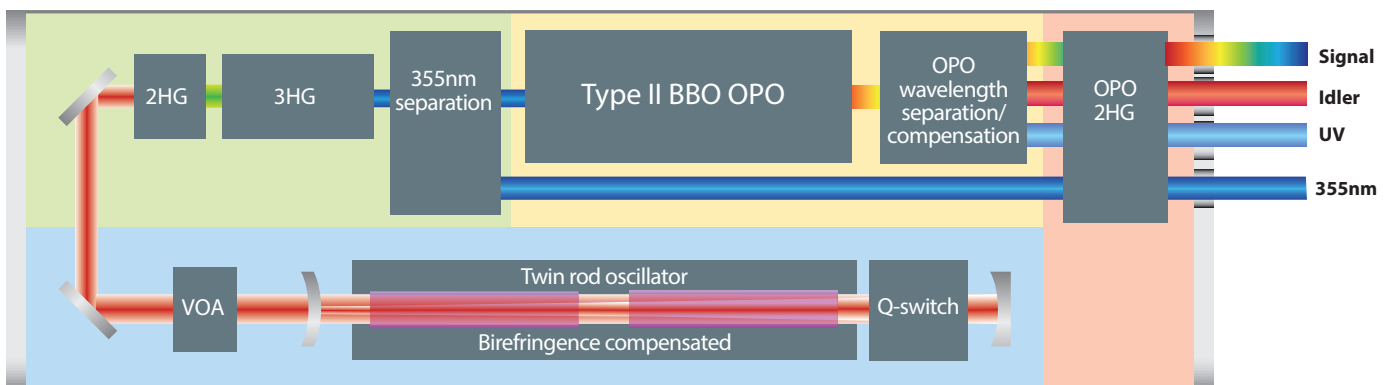 2HG
3HG
355nm
separation
Type II BBO OPO
OPO
wavelength
separation/
compensation
OPO
2HG
Signal
Idler
UV
355nm
VOA
Twin rod oscillator
Birefringence compensated
Q-switch